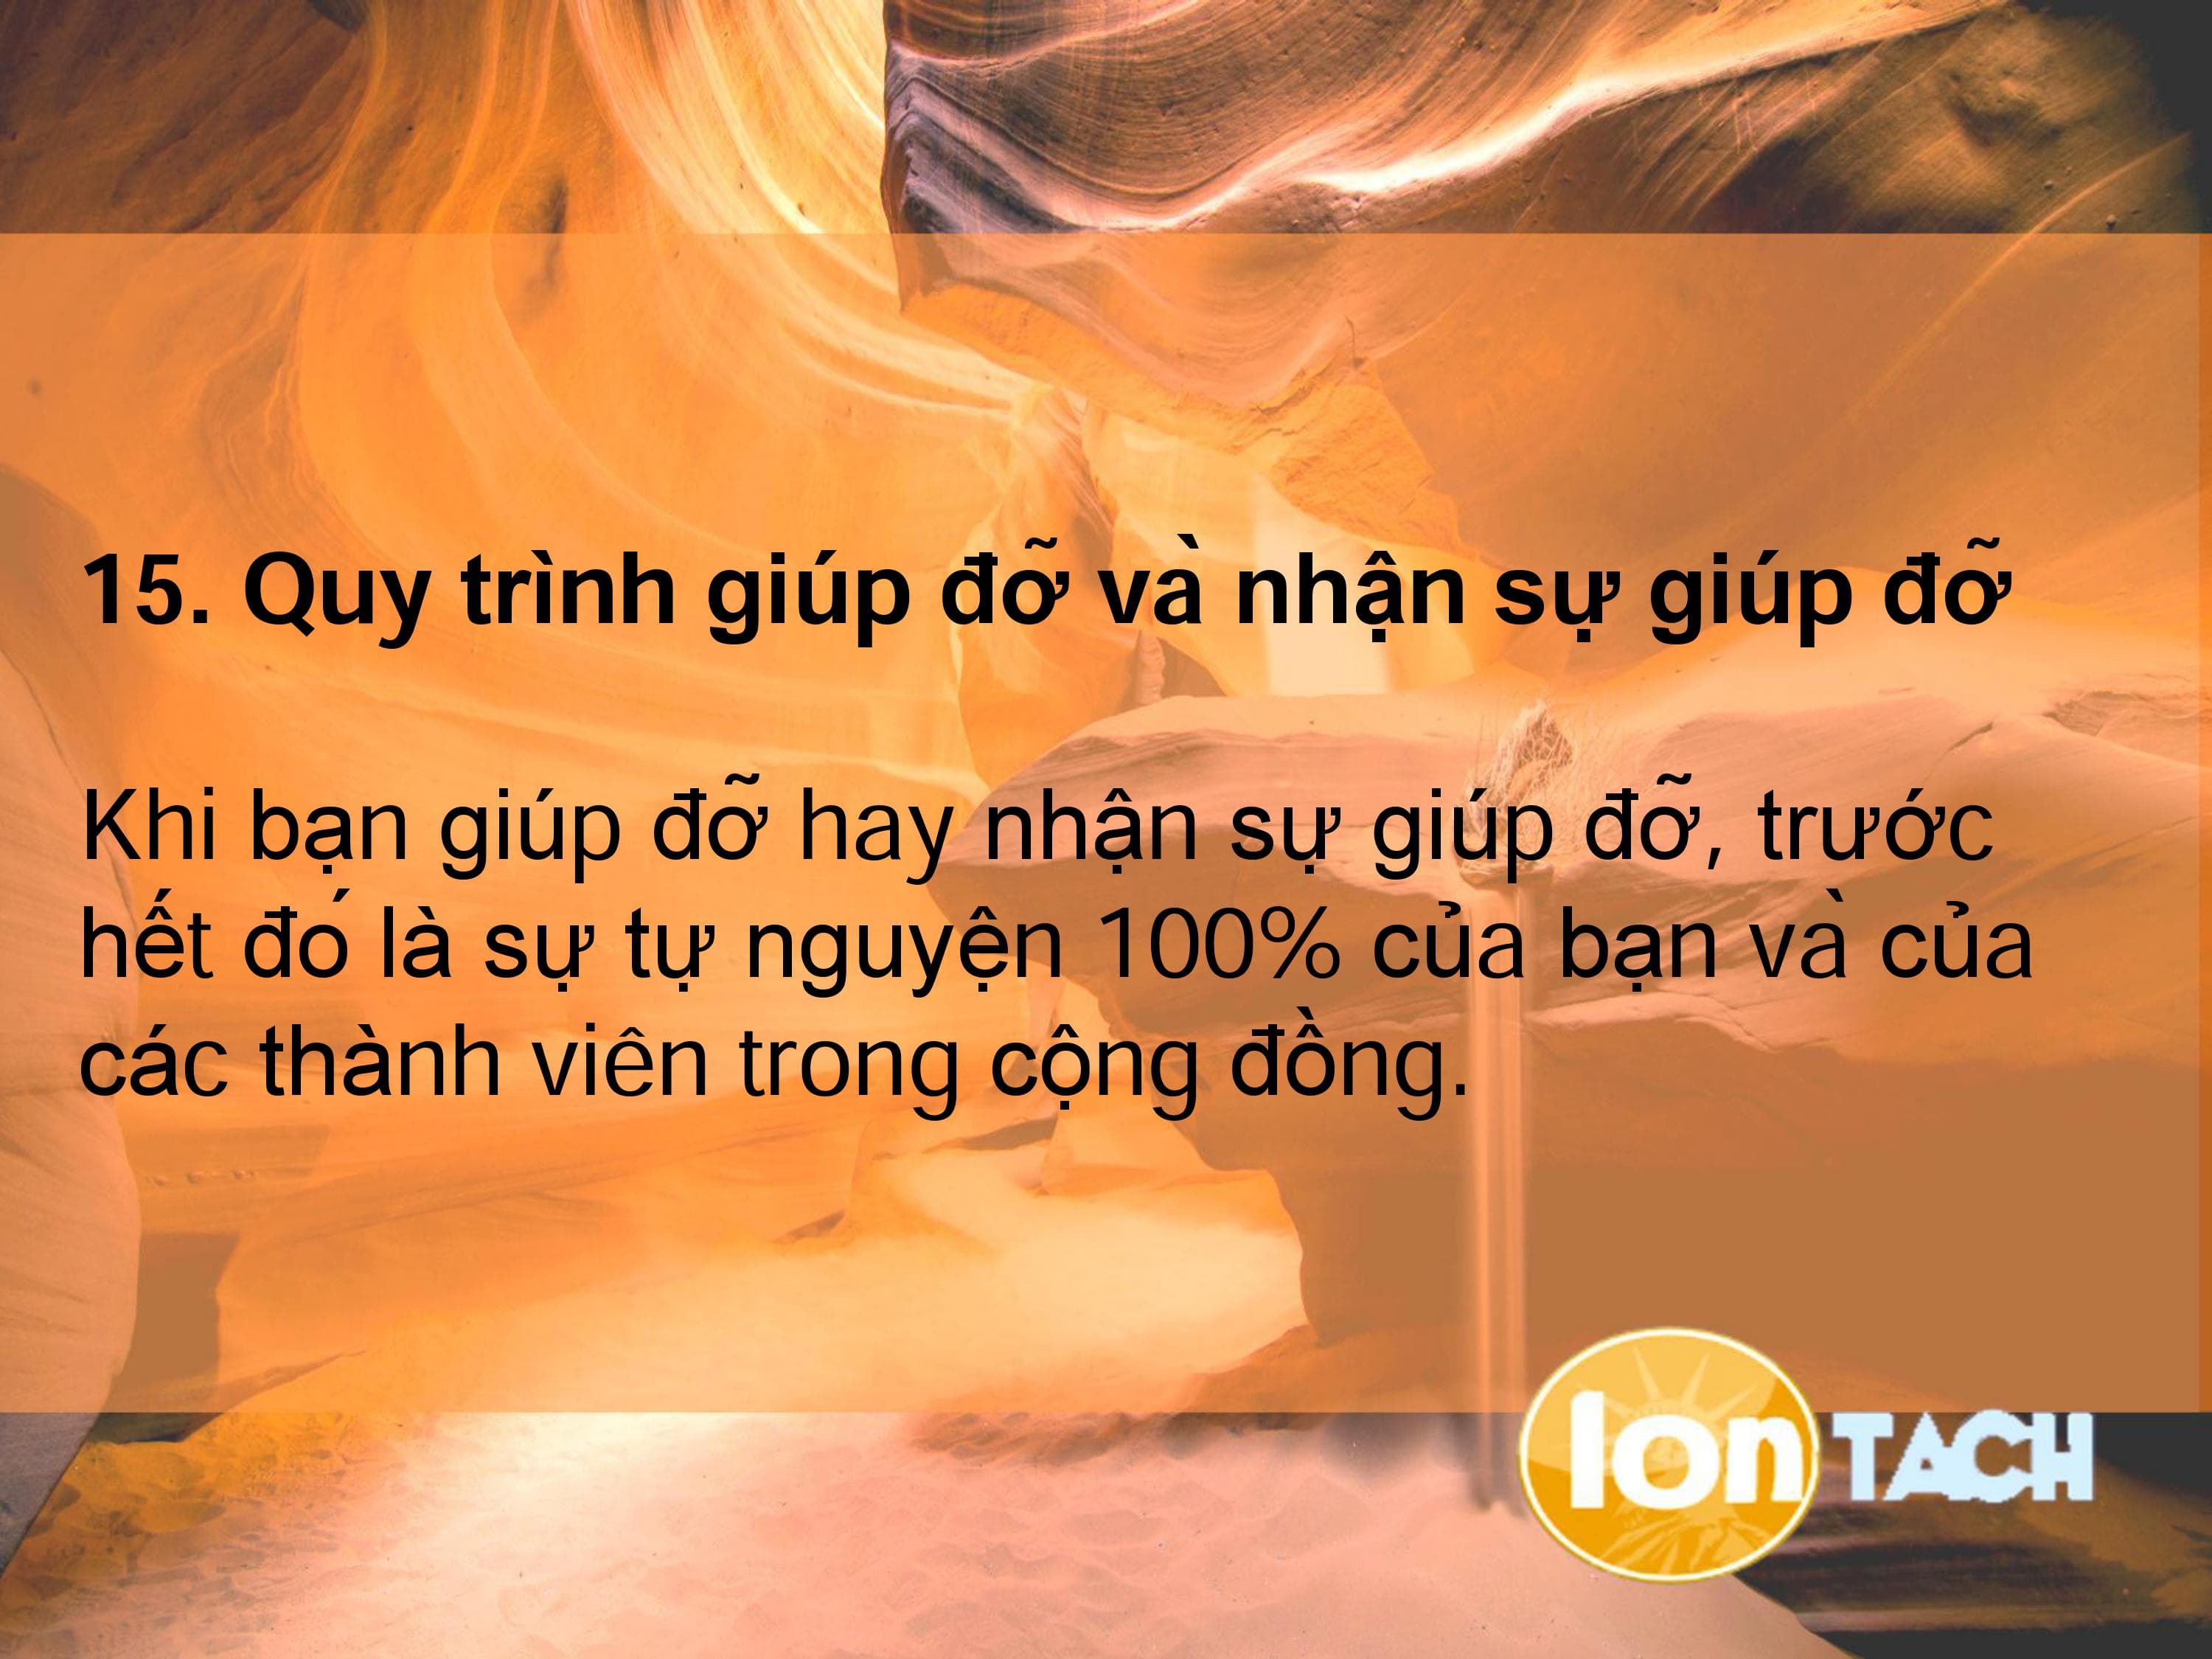 15. Quy trình giúp đỡ và nhận sự giúp đỡ
Khi bạn giúp đỡ hay nhận sự giúp đỡ, trước
hết đó là sự tự nguyện 100% của bạn và của
các thành viên trong cộng đồng.
Ion TACH